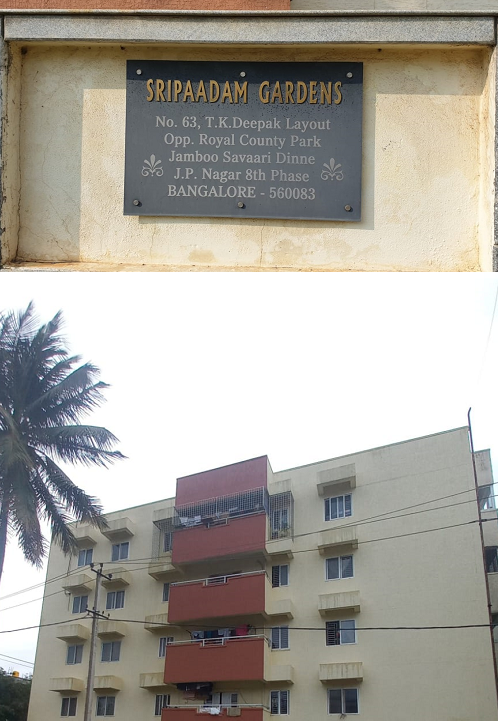 SRIPAADAM GARDENS
No. 63, T.K.Deepak Layout
Opp. Royal County Park
Jamboo Savaari Dinne
J.P. Nagar 8th Phase
BANGALORE - 560083